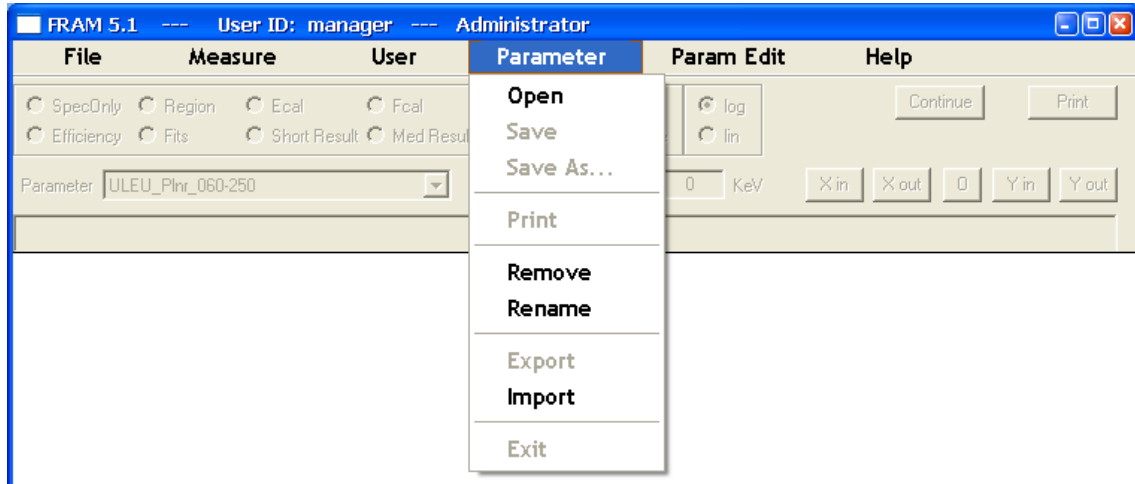 FRAM 5.1 --- User ID: manager --- Administrator
File Measure User Parameter Param Edit Help
SpecOnly Region Ecal Fcal log Continue Print
Efficiency Fits Short Result Med Resul lin
Parameter ULEU_Plnr_060-250 0 KeV X in X out 0 Y in Y out
Open
Save
Save As...
Print
Remove
Rename
Export
Import
Exit